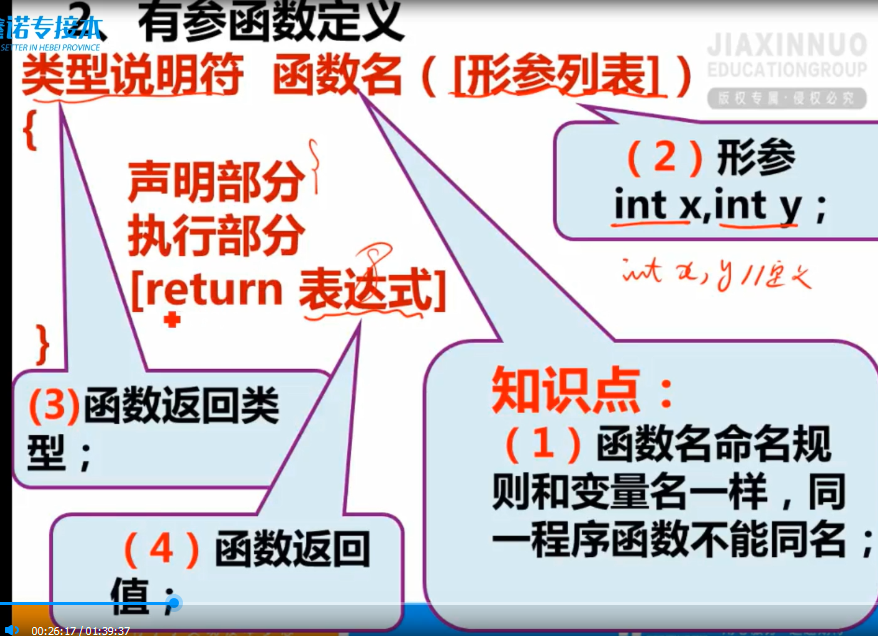 2、有参函数定义
诺专接本
SETTER IN HEBEI PROVINCE
JIAXINNUO
EDUCATIONGROUP
版权专属·侵权必究
类型说明符 函数名（[形参列表]）
{
声明部分
执行部分
[return 表达式]
}
（2）形参
int x,int y；
int x, y //定义
(3)函数返回类
型；
（4）函数返回
值；
知识点：
（1）函数名命名规
则和变量名一样，同
一程序函数不能同名；
00:26:17 / 01:39:37